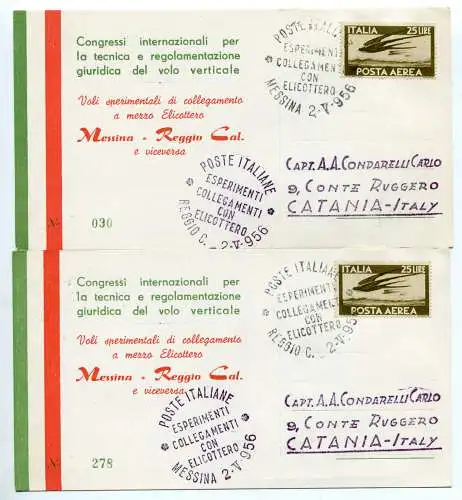 Congressi internazionali per
la tecnica e regolamentazione
giuridica del volo verticale
Voli sperimentali di collegamento
a mezzo Elicottero
Messina - Reggio Cal.
e viceversa
No 030
POSTE ITALIANE
ESPERIMENTI
COLLEGAMENTI
CON
ELICOTTERO
REGGIO C. - 2-V-956
POSTE ITALI
ESPERIMENTI
COLLEGAMENTI
CON
ELICOTTERO
MESSINA 2-V-956
ITALIA 25 LIRE
POSTA AEREA
CAPT. A.A. CONDARELLI CARLO
9, CONTE RUGGERO
CATANIA-ITALY
Congressi internazionali per
la tecnica e regolamentazione
giuridica del volo verticale
Voli sperimentali di collegamento
a mezzo Elicottero
Messina - Reggio Cal.
e viceversa
No 278
POSTE ITALIANE
ESPERIMENTI
COLLEGAMENTI
CON
ELICOTTERO
MESSINA 2-V-956
POSTE ITALIANE
ESPERIMENTI
COLLEGAMENTI
CON
ELICOTTERO
REGGIO C. - 2-V-956
ITALIA 25 LIRE
POSTA AEREA
CAPT. A.A. CONDARELLI CARLO
9, CONTE RUGGERO
CATANIA-ITALY